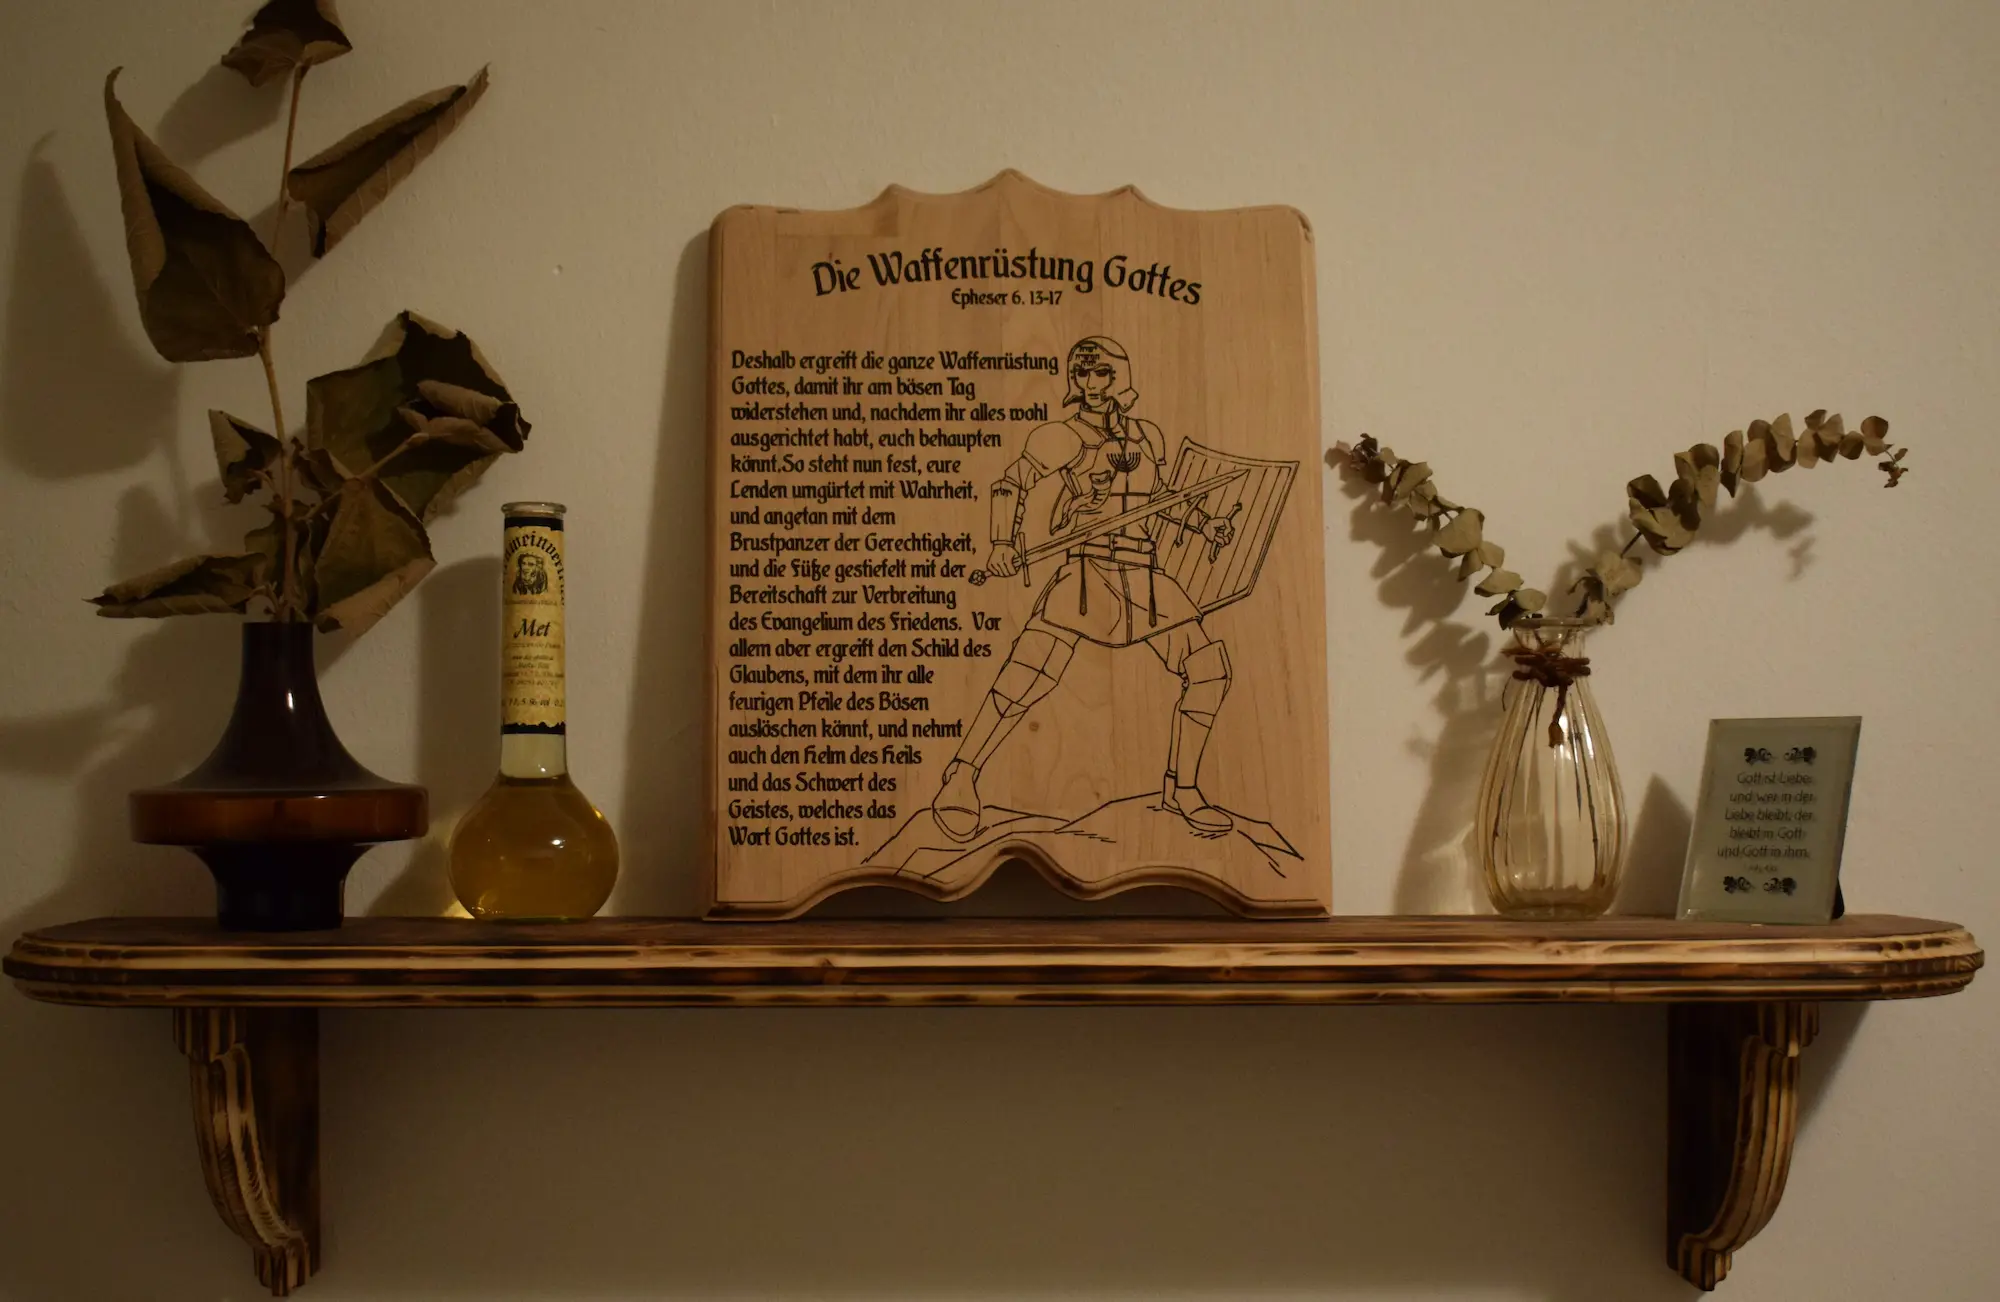 Die Waffenrüstung Gottes
Epheser 6. 13-17
Deshalb ergreift die ganze Waffenrüstung
Gottes, damit ihr am bösen Tag
widerstehen und, nachdem ihr alles wohl
ausgerichtet habt, euch behaupten
könnt.So steht nun fest, eure
Lenden umgürtet mit Wahrheit,
und angetan mit dem
Brustpanzer der Gerechtigkeit,
und die Füße gestiefelt mit der
Bereitschaft zur Verbreitung
des Evangelium des Friedens. Vor
allem aber ergreift den Schild des
Glaubens, mit dem ihr alle
feurigen Pfeile des Bösen
auslöschen könnt, und nehmt
auch den Helm des Heils
und das Schwert des
Geistes, welches das
Wort Gottes ist.
Met
Gott ist Liebe
und wer in der
Liebe bleibt, der
bleibt in Gott
und Gott in ihm.